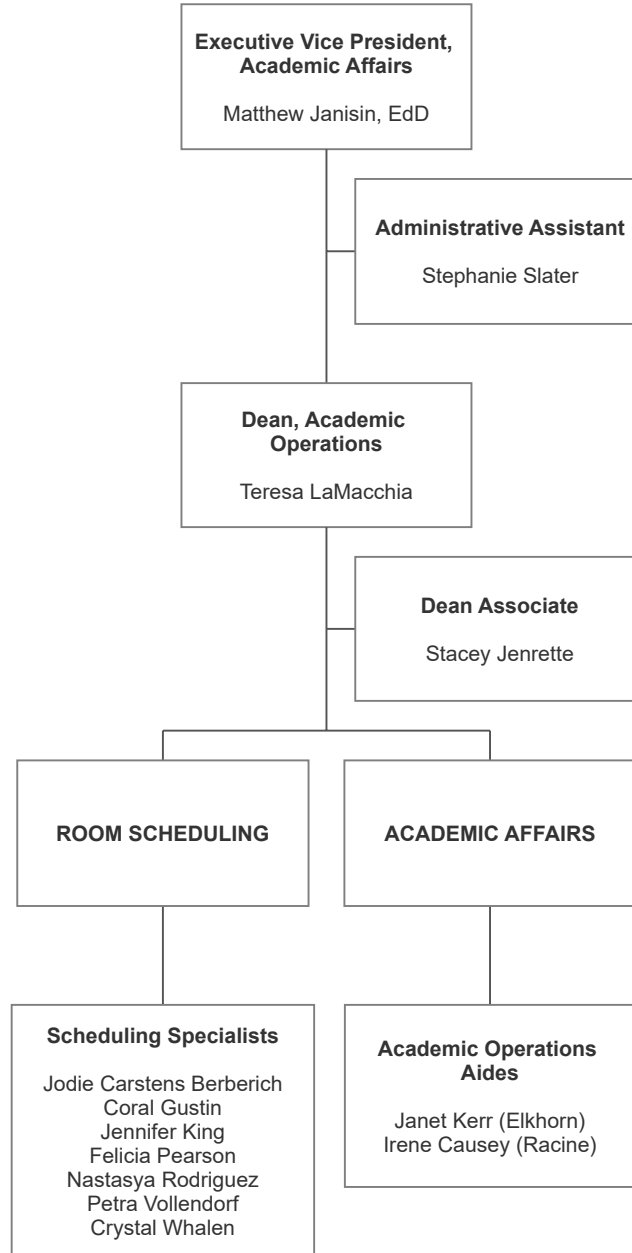 Executive Vice President,
Academic Affairs
Matthew Janisin, EdD
Administrative Assistant
Stephanie Slater
Dean, Academic
Operations
Teresa LaMacchia
Dean Associate
Stacey Jenrette
ROOM SCHEDULING
ACADEMIC AFFAIRS
Scheduling Specialists
Jodie Carstens Berberich
Coral Gustin
Jennifer King
Felicia Pearson
Nastasya Rodriguez
Petra Vollendorf
Crystal Whalen
Academic Operations
Aides
Janet Kerr (Elkhorn)
Irene Causey (Racine)